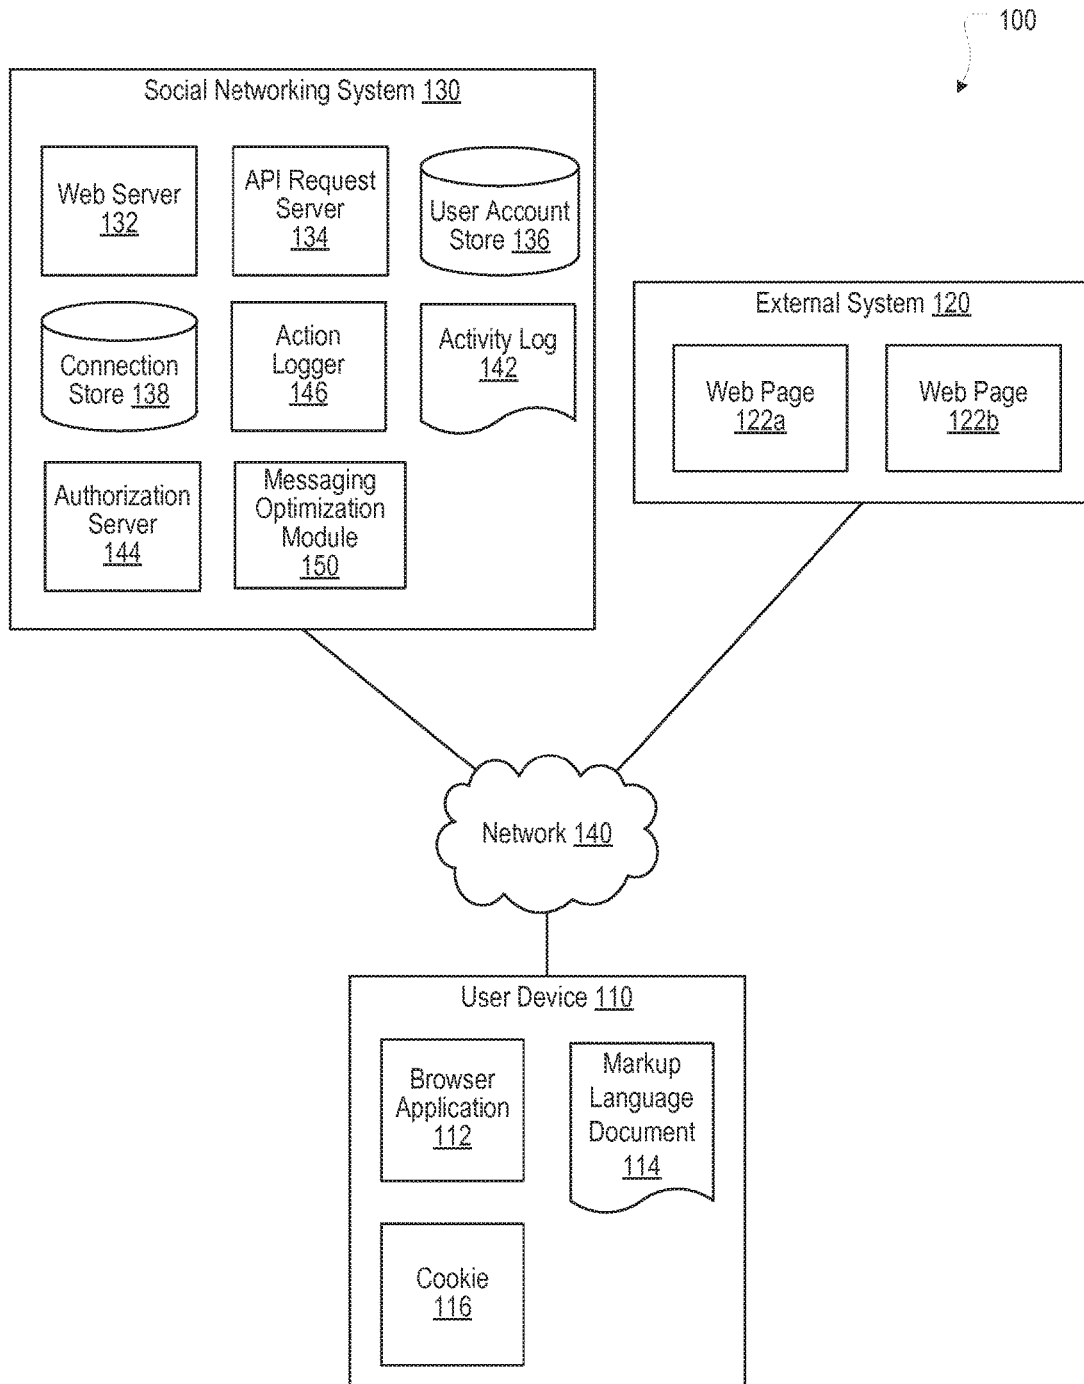 100
Social Networking System 130
Web Server
132
API Request
Server
134
User Account
Store 136
Connection
Store 138
Action
Logger
146
Activity Log
142
Authorization
Server
144
Messaging
Optimization
Module
150
External System 120
Web Page
122a
Web Page
122b
Network 140
User Device 110
Browser
Application
112
Markup
Language
Document
114
Cookie
116